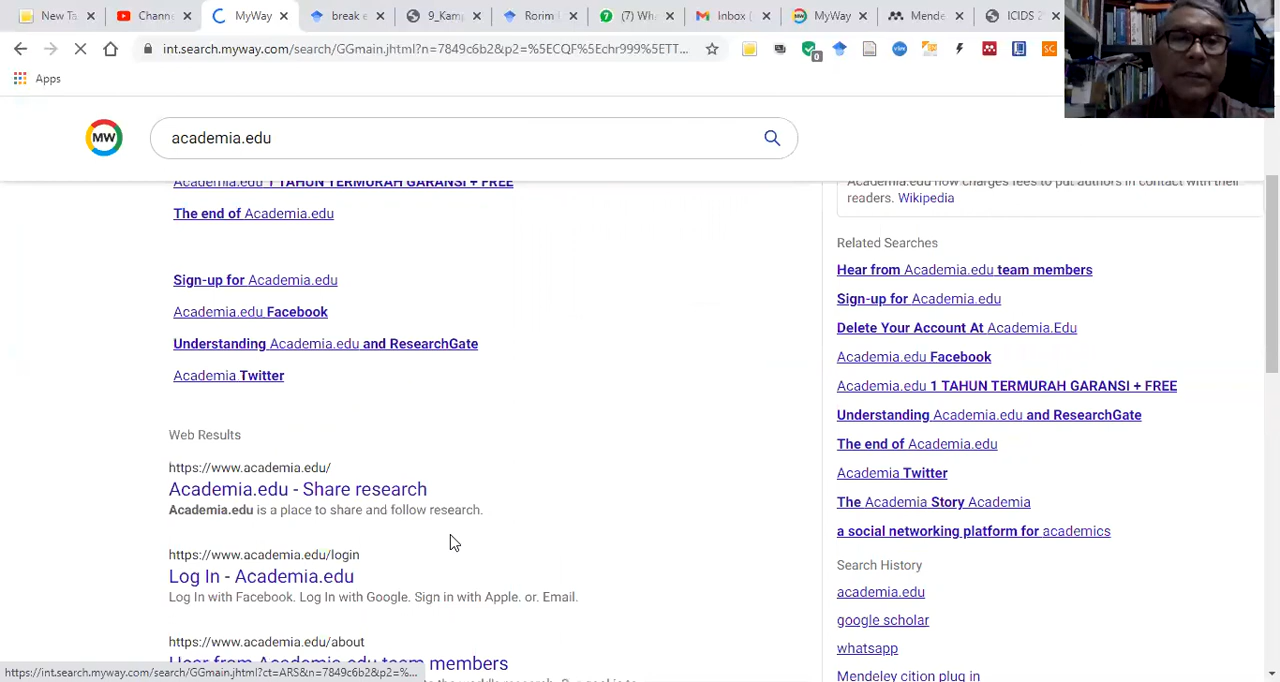 New Ta
Chann
MyWay
break e
9_Kamp
Rorim
(7) Wh
Inbox (
MyWay
Mende
ICIDS 2
int.search.myway.com/search/GGmain.jhtml?n=7849c6b2&p2=%5ECQF%5Echr999%5ETT...
0
SC
Apps
MW
academia.edu
Academia.edu 1 TAHUN TERMURAH GARANSI + FREE
The end of Academia.edu
Sign-up for Academia.edu
Academia.edu Facebook
Understanding Academia.edu and ResearchGate
Academia Twitter
Web Results
https://www.academia.edu/
Academia.edu - Share research
Academia.edu is a place to share and follow research.
https://www.academia.edu/login
Log In - Academia.edu
Log In with Facebook. Log In with Google. Sign in with Apple. or. Email.
https://www.academia.edu/about
Hear from Academia.edu team members
Academia.edu now charges fees to put authors in contact with their
readers. Wikipedia
Related Searches
Hear from Academia.edu team members
Sign-up for Academia.edu
Delete Your Account At Academia.Edu
Academia.edu Facebook
Academia.edu 1 TAHUN TERMURAH GARANSI + FREE
Understanding Academia.edu and ResearchGate
The end of Academia.edu
Academia Twitter
The Academia Story Academia
a social networking platform for academics
Search History
academia.edu
google scholar
whatsapp
Mendeley cition plug in
https://int.search.myway.com/search/GGmain.jhtml?ct=ARS&n=7849c6b2&p2=%...